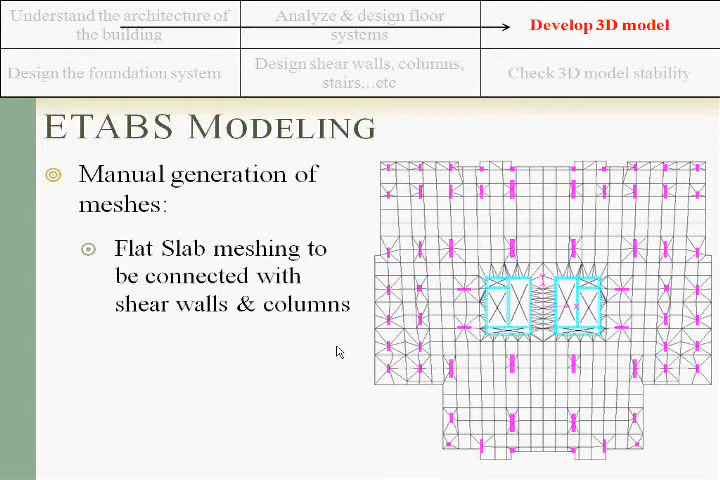 Understand the architecture of
the building
Analyze & design floor
systems
Develop 3D model
Design the foundation system
Design shear walls, columns,
stairs...etc
Check 3D model stability
ETABS MODELING
Manual generation of
meshes:
Flat Slab meshing to
be connected with
shear walls & columns